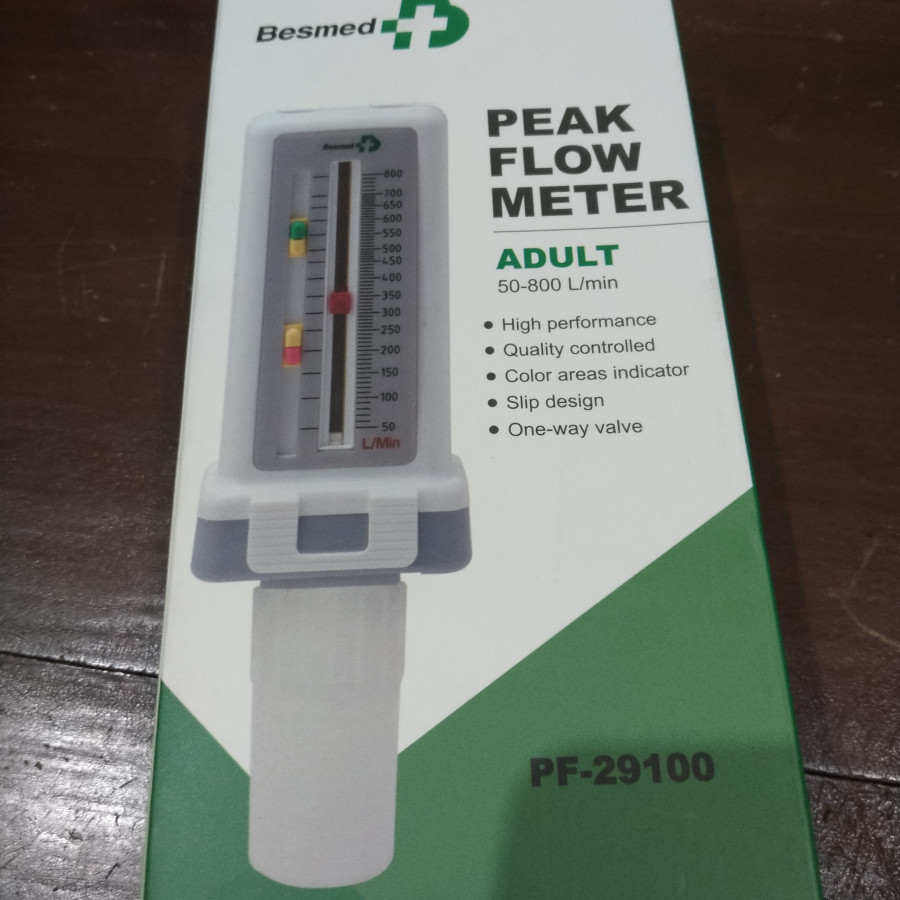 Besmed
PEAK
FLOW
METER
ADULT
50-800 L/min
• High performance
• Quality controlled
• Color areas indicator
• Slip design
• One-way valve
Besmed
800
700
650
600
550
500
450
400
350
300
250
200
150
100
50
L/Min
PF-29100